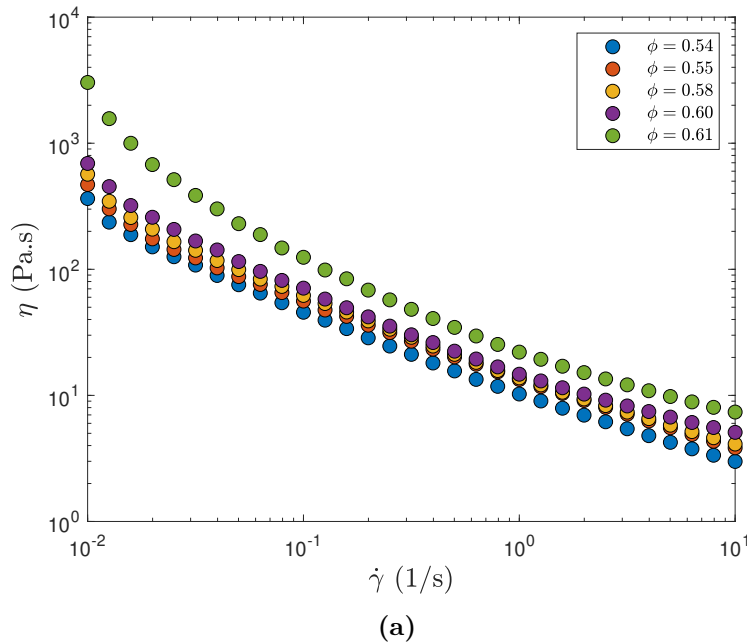 10^4
10^3
10^2
10^1
10^0
η (Pa.s)
ϕ = 0.54
ϕ = 0.55
ϕ = 0.58
ϕ = 0.60
ϕ = 0.61
10^-2
10^-1
10^0
10^1
γ̇ (1/s)
(a)